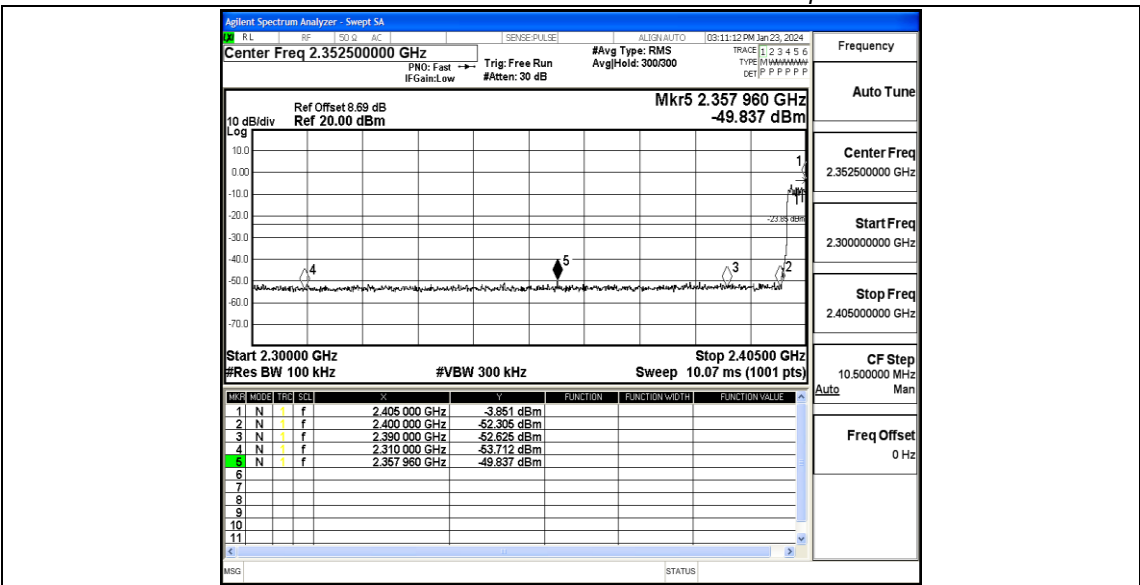 Agilent Spectrum Analyzer - Swept SA
RL RF 50 Ω AC SENSE:PULSE ALIGN AUTO 03:11:12 PM Jan 23, 2024
Center Freq 2.352500000 GHz #Avg Type: RMS TRACE 1 2 3 4 5 6
PNO: Fast Trig: Free Run Avg|Hold: 300/300 TYPE M WWWWW
IFGain:Low #Atten: 30 dB DET P P P P P P
Frequency
Auto Tune
Mkr5 2.357 960 GHz
-49.837 dBm
Ref Offset 8.69 dB
10 dB/div Ref 20.00 dBm
Log
10.0
0.00
-10.0
-20.0
-30.0
-40.0
-50.0
-60.0
-70.0
1
-23.85 dBm
4
5
3
2
Center Freq
2.352500000 GHz
Start Freq
2.300000000 GHz
Stop Freq
2.405000000 GHz
Start 2.30000 GHz Stop 2.40500 GHz
#Res BW 100 kHz #VBW 300 kHz Sweep 10.07 ms (1001 pts)
CF Step
10.500000 MHz
Auto Man
Freq Offset
0 Hz
MKR MODE TRC SCL X Y FUNCTION FUNCTION WIDTH FUNCTION VALUE
1 N 1 f 2.405 000 GHz -3.851 dBm
2 N 1 f 2.400 000 GHz -52.305 dBm
3 N 1 f 2.390 000 GHz -52.625 dBm
4 N 1 f 2.310 000 GHz -53.712 dBm
5 N 1 f 2.357 960 GHz -49.837 dBm
6
7
8
9
10
11
MSG STATUS